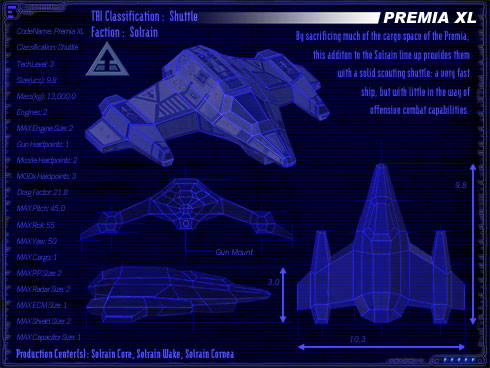 TRI Classification : Shuttle
Faction : Solrain
PREMIA XL
CodeName: Premia XL
Classification: Shuttle
TechLevel: 3
Size(vcs): 9.8
Mass(kg): 13,000.0
Engines: 2
MAX Engine Size: 2
Gun Hardpoints: 1
Missile Hardpoints: 2
MODx Hardpoints: 3
Drag Factor: 21.8
MAX Pitch: 45.0
MAX Roll: 55
MAX Yaw: 50
MAX Cargo: 1
MAX PP Size: 2
MAX Radar Size: 2
MAX ECM Size: 1
MAX Shield Size: 2
MAX Capacitor Size: 1
By sacrificing much of the cargo space of the Premia,
this additon to the Solrain line up provides them
with a solid scouting shuttle: a very fast
ship, but with little in the way of
offensive combat capabilities.
Gun Mount
3.0
9.8
10.3
Production Center(s): Solrain Core, Solrain Wake, Solrain Cornea